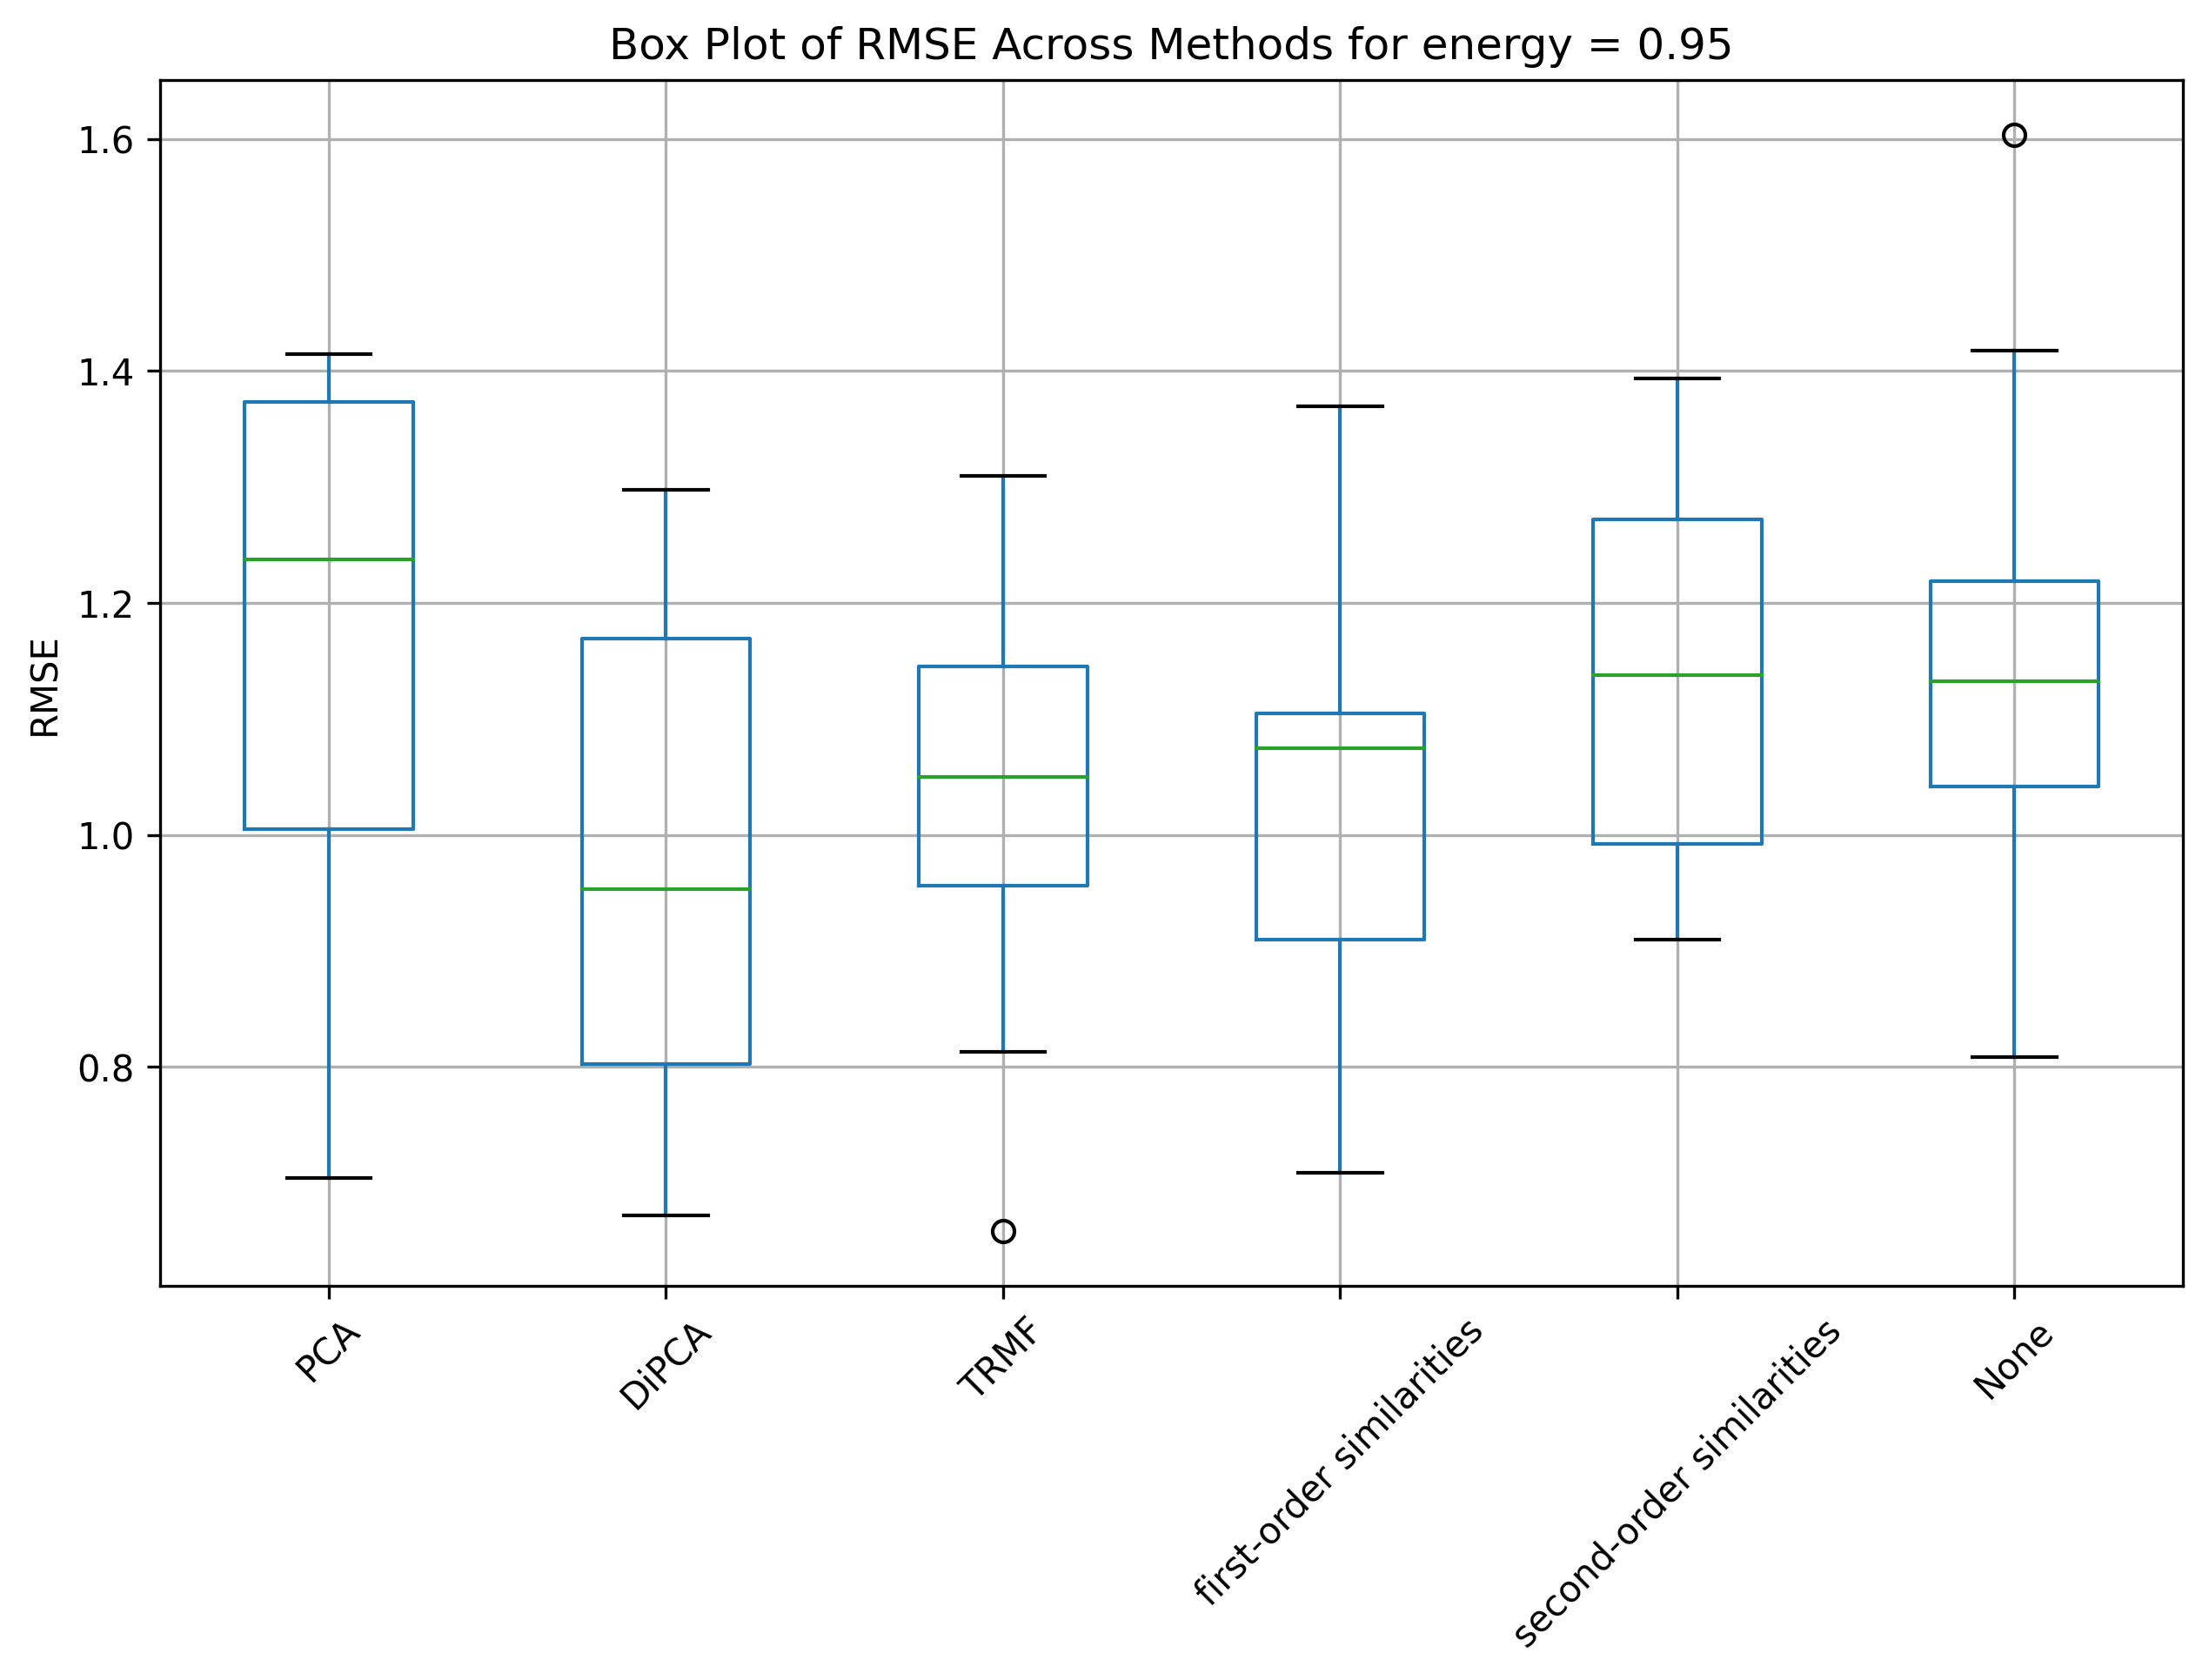 Box Plot of RMSE Across Methods for energy = 0.95
RMSE
1.6
1.4
1.2
1.0
0.8
PCA
DiPCA
TRMF
first-order similarities
second-order similarities
None